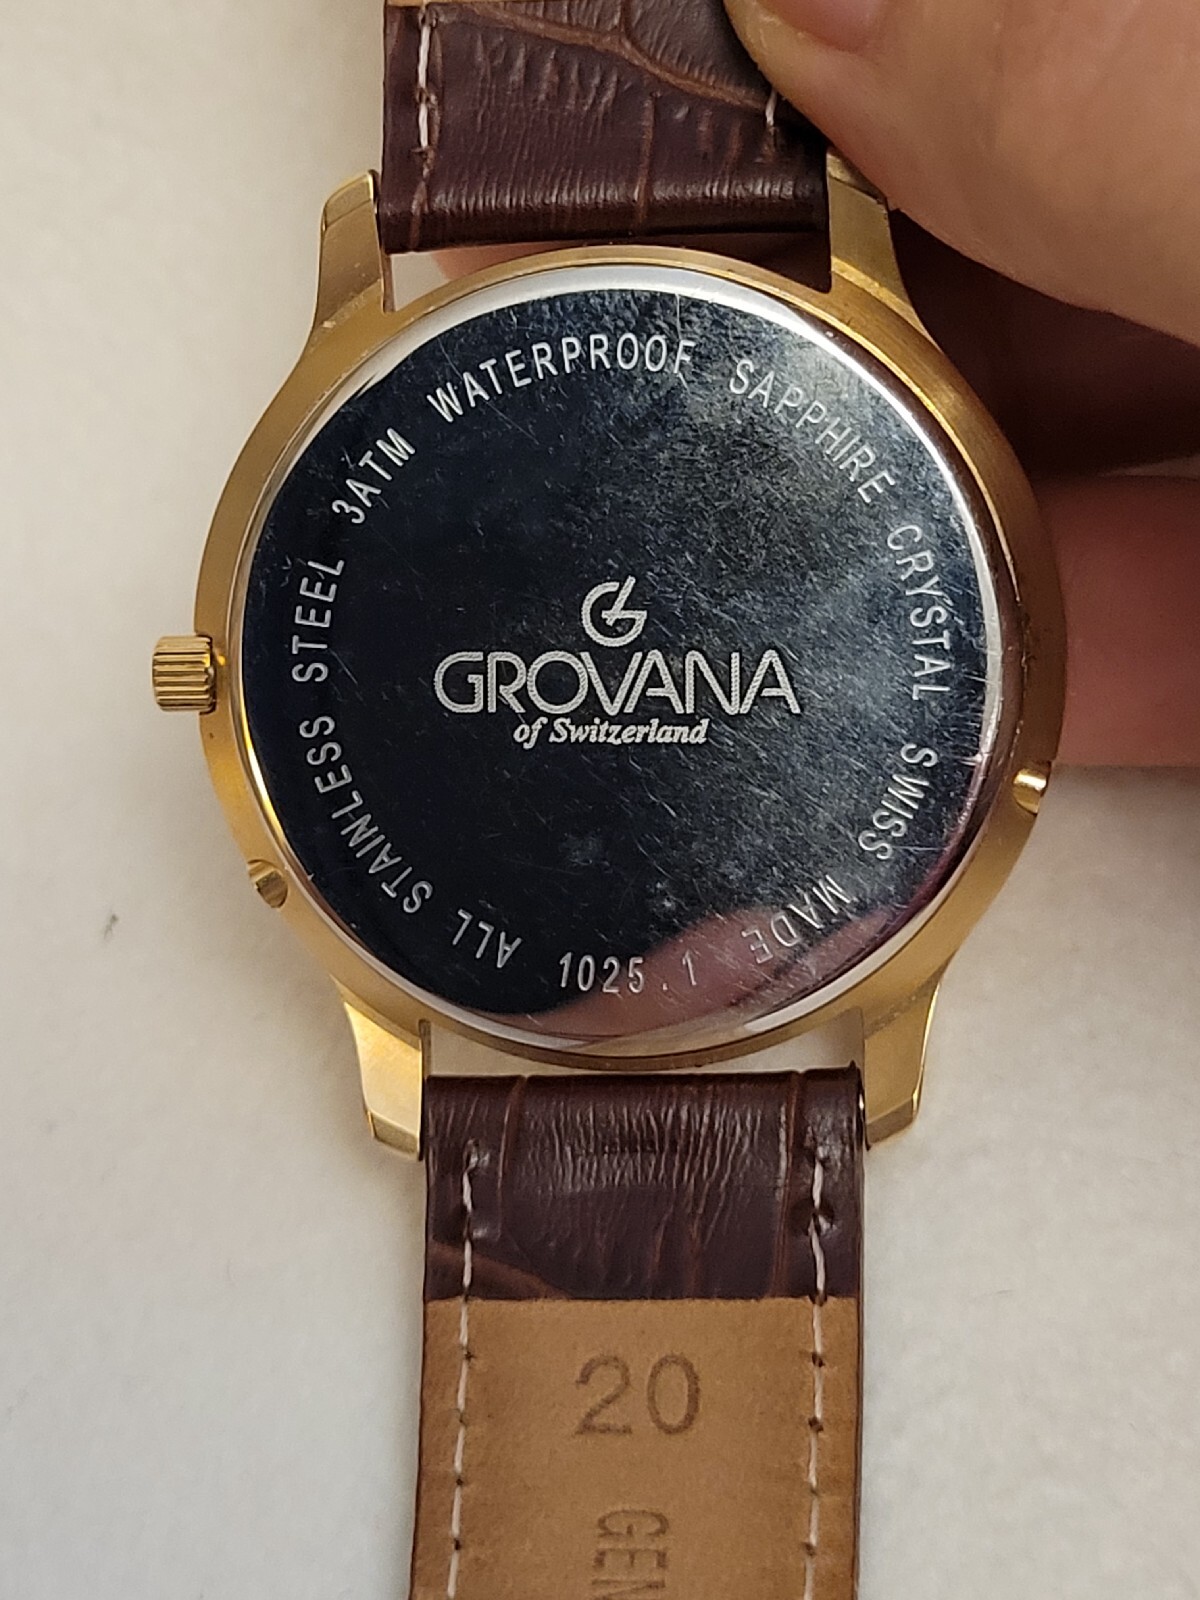 ALL STAINLESS STEEL 3ATM WATERPROOF SAPPHIRE CRYSTAL SWISS MADE 1025.1
GROVANA
of Switzerland
20